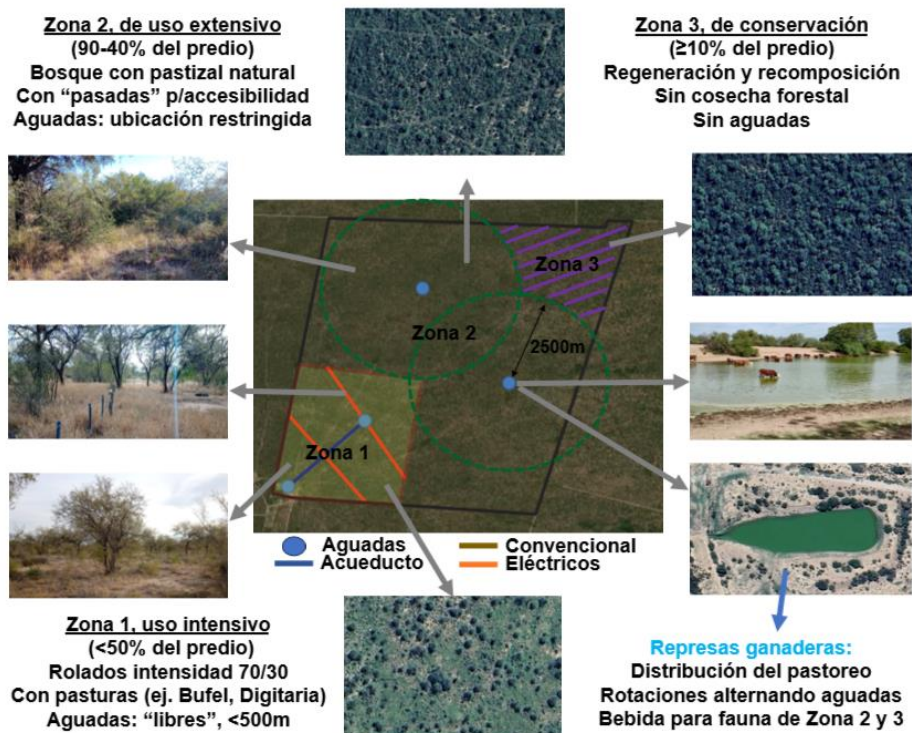 Zona 2, de uso extensivo
(90-40% del predio)
Bosque con pastizal natural
Con “pasadas” p/accesibilidad
Aguadas: ubicación restringida
Zona 3, de conservación
(≥10% del predio)
Regeneración y recomposición
Sin cosecha forestal
Sin aguadas
Zona 3
Zona 2
2500m
Zona 1
Aguadas
Convencional
Acueducto
Eléctricos
Zona 1, uso intensivo
(<50% del predio)
Rolados intensidad 70/30
Con pasturas (ej. Bufel, Digitaria)
Aguadas: “libres”, <500m
Represas ganaderas:
Distribución del pastoreo
Rotaciones alternando aguadas
Bebida para fauna de Zona 2 y 3